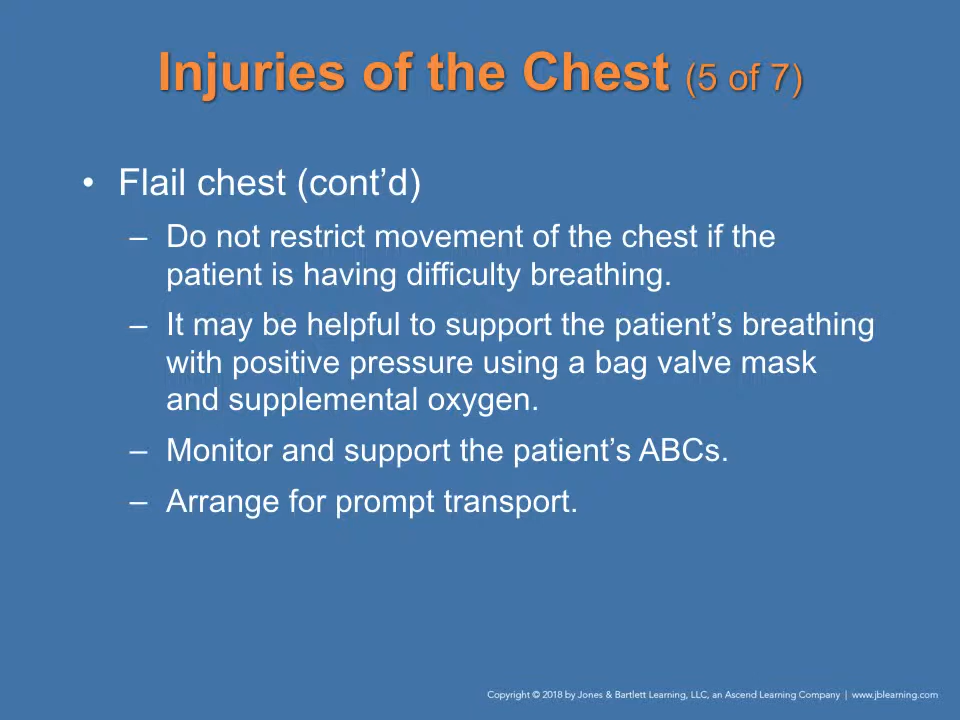 Injuries of the Chest (5 of 7)
• Flail chest (cont’d)
– Do not restrict movement of the chest if the
patient is having difficulty breathing.
– It may be helpful to support the patient’s breathing
with positive pressure using a bag valve mask
and supplemental oxygen.
– Monitor and support the patient’s ABCs.
– Arrange for prompt transport.
Copyright © 2018 by Jones & Bartlett Learning, LLC, an Ascend Learning Company | www.jblearning.com